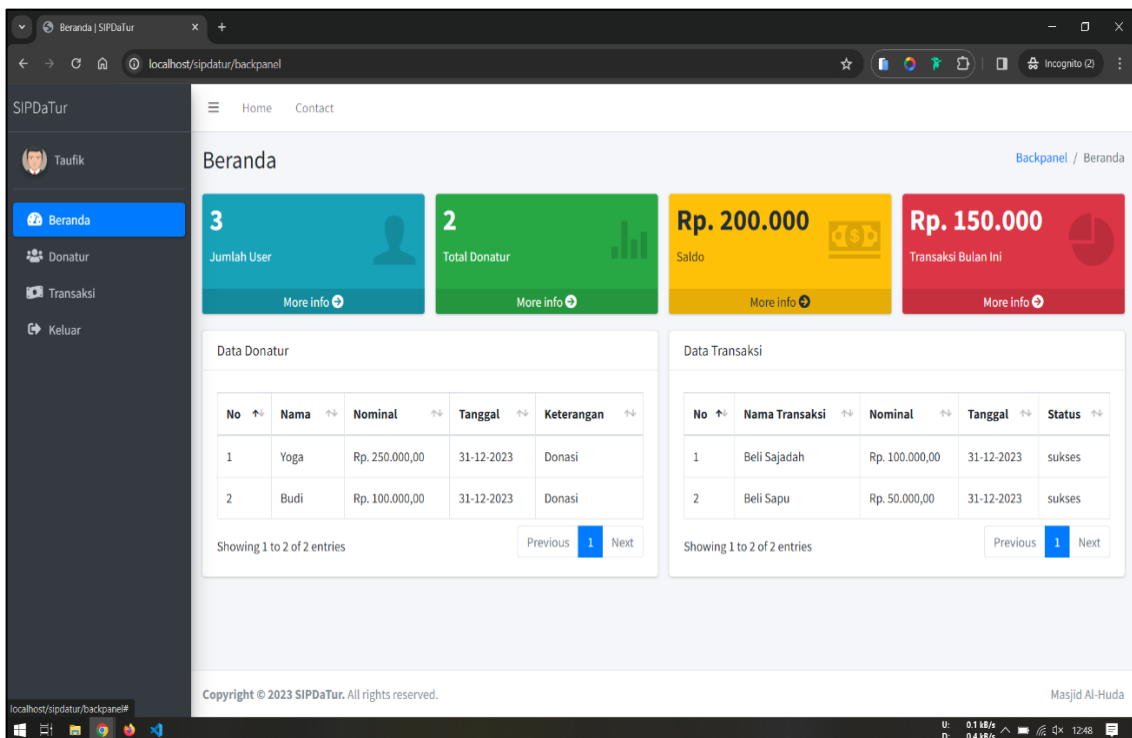 Beranda | SIPDaTur
localhost/sipdatur/backpanel
Incognito (2)
SIPDaTur
Home Contact
Taufik
Beranda
Backpanel / Beranda
Beranda
Donatur
Transaksi
Keluar
3
Jumlah User
More info
2
Total Donatur
More info
Rp. 200.000
Saldo
More info
Rp. 150.000
Transaksi Bulan Ini
More info
Data Donatur
No Nama Nominal Tanggal Keterangan
1 Yoga Rp. 250.000,00 31-12-2023 Donasi
2 Budi Rp. 100.000,00 31-12-2023 Donasi
Showing 1 to 2 of 2 entries
Previous 1 Next
Data Transaksi
No Nama Transaksi Nominal Tanggal Status
1 Beli Sajadah Rp. 100.000,00 31-12-2023 sukses
2 Beli Sapu Rp. 50.000,00 31-12-2023 sukses
Showing 1 to 2 of 2 entries
Previous 1 Next
Copyright © 2023 SIPDaTur. All rights reserved.
Masjid Al-Huda
localhost/sipdatur/backpanel#
U: 0.1 kB/s
D: 0.4 kB/s
12:48